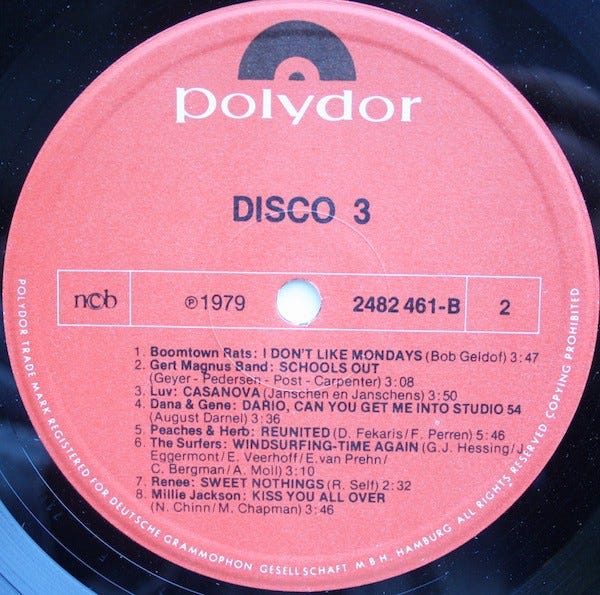 polydor
DISCO 3
ncb
℗ 1979
2482 461-B
2
1. Boomtown Rats: I DON'T LIKE MONDAYS (Bob Geldof) 3:47
2. Gert Magnus Band: SCHOOLS OUT
(Geyer - Pedersen - Post - Carpenter) 3:08
3. Luv: CASANOVA (Janschen en Janschens) 3:50
4. Dana & Gene: DARIO, CAN YOU GET ME INTO STUDIO 54
(August Darnel) 3:36
5. Peaches & Herb: REUNITED (D. Fekaris/F. Perren) 5:46
6. The Surfers: WINDSURFING-TIME AGAIN (G.J. Hessing/J.
Eggermont/E. Veerhoff/E. van Prehn/
C. Bergman/A. Moll) 3:10
7. Renee: SWEET NOTHINGS (R. Self) 2:32
8. Millie Jackson: KISS YOU ALL OVER
(N. Chinn/M. Chapman) 3:46
POLYDOR TRADE MARK REGISTERED FOR DEUTSCHE GRAMMOPHON GESELLSCHAFT M B H, HAMBURG ALL RIGHTS RESERVED COPYING PROHIBITED